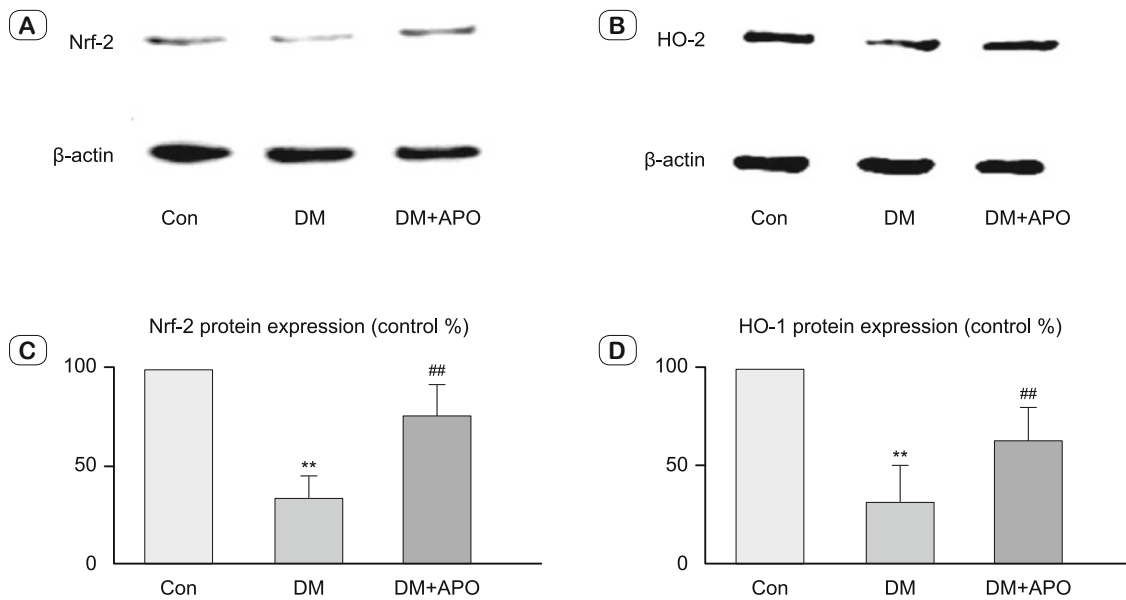 A
Nrf-2
β-actin
Con DM DM+APO
B
HO-2
β-actin
Con DM DM+APO
Nrf-2 protein expression (control %)
C
100
##
50
**
0
Con DM DM+APO
HO-1 protein expression (control %)
D
100
##
50
**
0
Con DM DM+APO